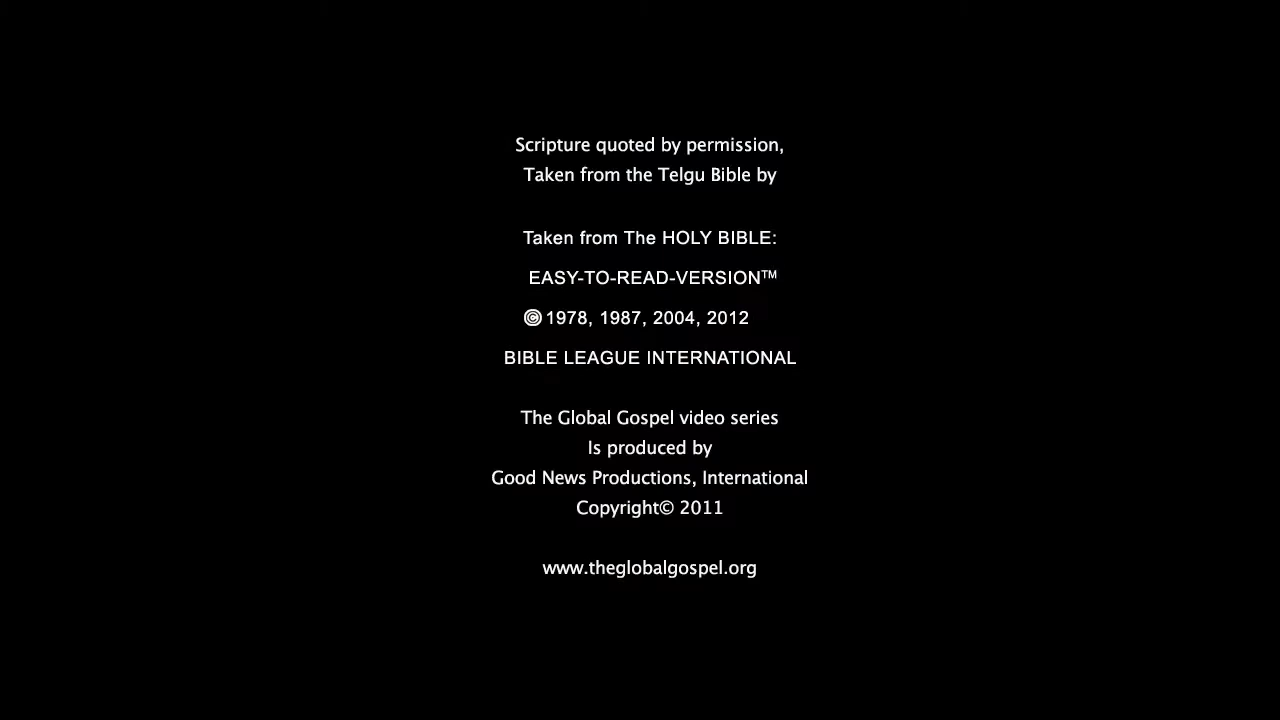 Scripture quoted by permission,
Taken from the Telgu Bible by
Taken from The HOLY BIBLE:
EASY-TO-READ-VERSION™
© 1978, 1987, 2004, 2012
BIBLE LEAGUE INTERNATIONAL
The Global Gospel video series
Is produced by
Good News Productions, International
Copyright© 2011
www.theglobalgospel.org